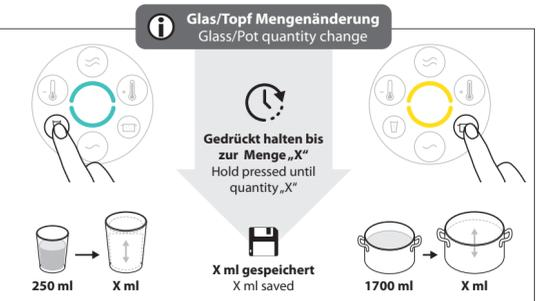 Glas/Topf Mengenänderung
Glass/Pot quantity change
Gedrückt halten bis
zur Menge „X“
Hold pressed until
quantity „X“
250 ml
X ml
X ml gespeichert
X ml saved
1700 ml
X ml